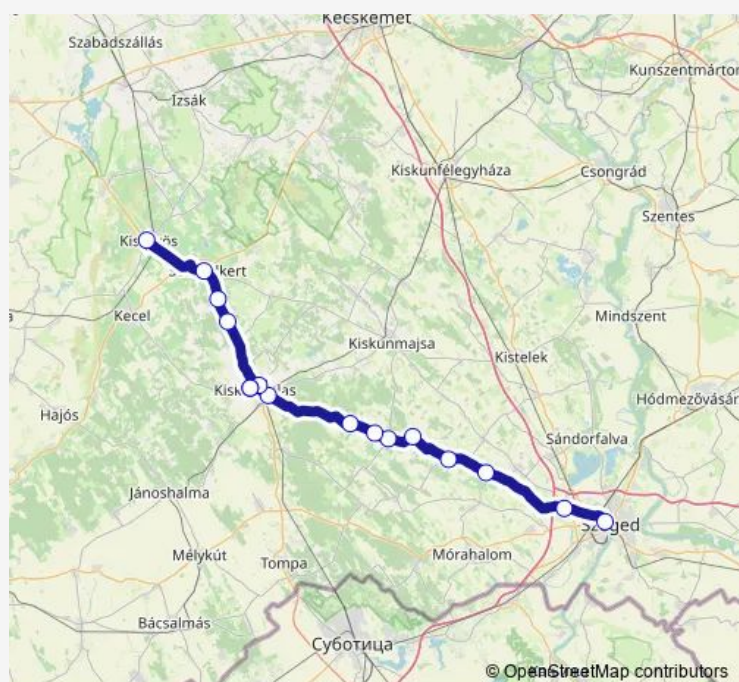 Kecskemét
Szabadszállás
Kunszentmárton
Izsák
Kiskunfélegyháza
Csongrád
Szentes
Kecel
Mindszent
Kiskunmajsa
Kistelek
Hajós
Hódmezővásár
Sándorfalva
Jánoshalma
Szeged
Mélykút
Mórahalom
Tompa
Bácsalmás
Суботица
© OpenStreetMap contributors